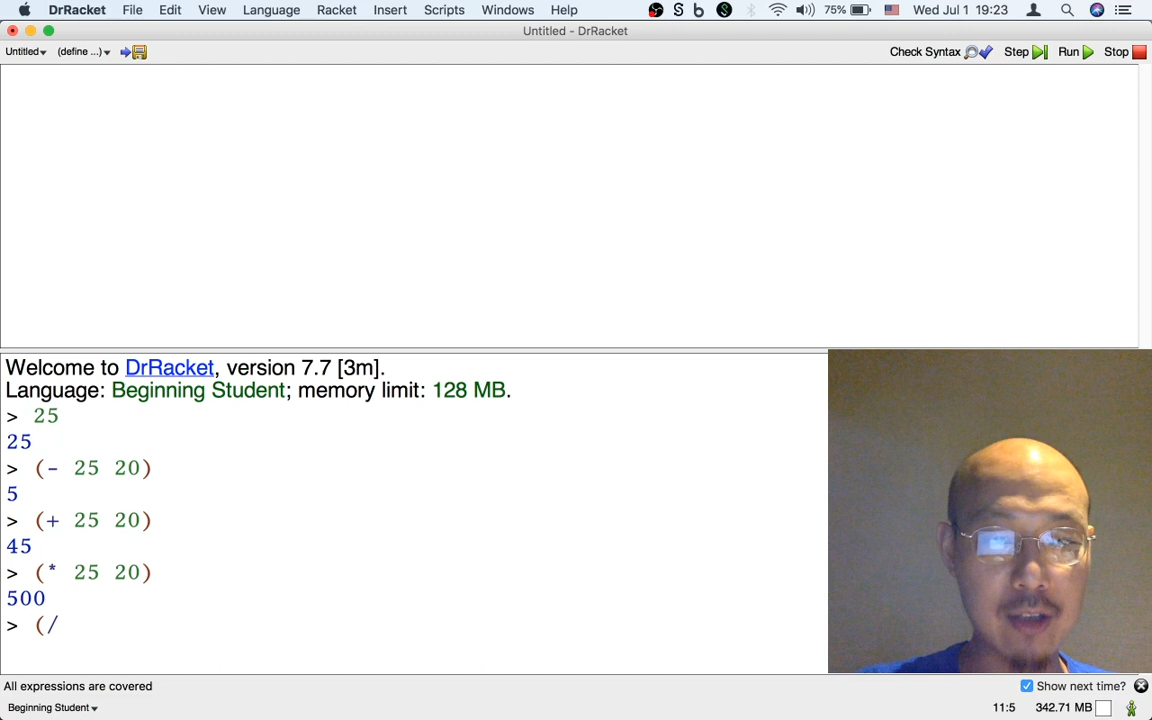 DrRacket File Edit View Language Racket Insert Scripts Windows Help 75% Wed Jul 1 19:23
Untitled - DrRacket
Untitled (define ...) Check Syntax Step Run Stop
Welcome to DrRacket, version 7.7 [3m].
Language: Beginning Student; memory limit: 128 MB.
> 25
25
> (- 25 20)
5
> (+ 25 20)
45
> (* 25 20)
500
> (/
All expressions are covered Show next time?
Beginning Student 11:5 342.71 MB